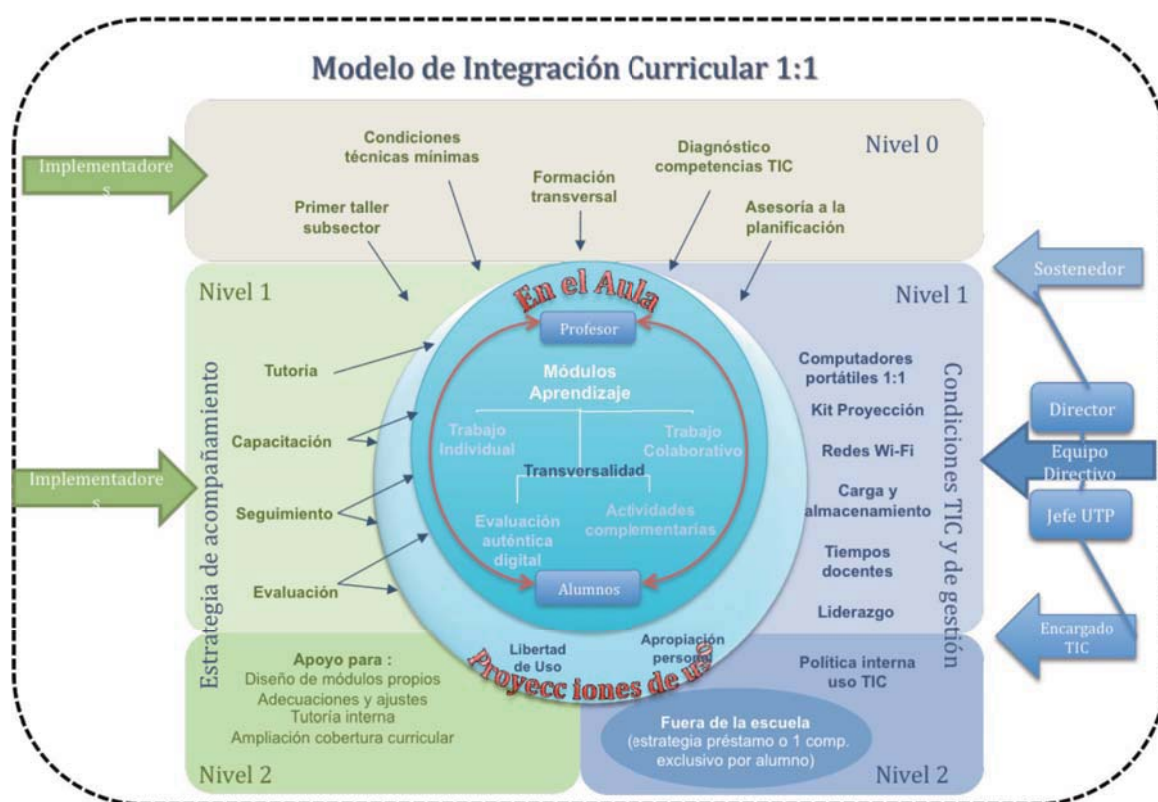 Modelo de Integración Curricular 1:1
Nivel 0
Implementadore
s
Condiciones
técnicas mínimas
Diagnóstico
competencias TIC
Formación
transversal
Primer taller
subsector
Asesoría a la
planificación
Nivel 1
Estrategia de acompañamiento
Tutoría
Capacitación
Seguimiento
Evaluación
Implementadore
s
En el Aula
Profesor
Módulos
Aprendizaje
Trabajo
Individual
Trabajo
Colaborativo
Transversalidad
Evaluación
auténtica
digital
Actividades
complementarias
Alumnos
Libertad
de Uso
Apropiación
personal
Proyecciones de uso
Nivel 1
Condiciones TIC y de gestión
Computadores
portátiles 1:1
Kit Proyección
Redes Wi-Fi
Carga y
almacenamiento
Tiempos
docentes
Liderazgo
Sostenedor
Director
Equipo
Directivo
Jefe UTP
Encargado
TIC
Apoyo para :
Diseño de módulos propios
Adecuaciones y ajustes
Tutoría interna
Ampliación cobertura curricular
Nivel 2
Política interna
uso TIC
Fuera de la escuela
(estrategia préstamo o 1 comp.
exclusivo por alumno)
Nivel 2